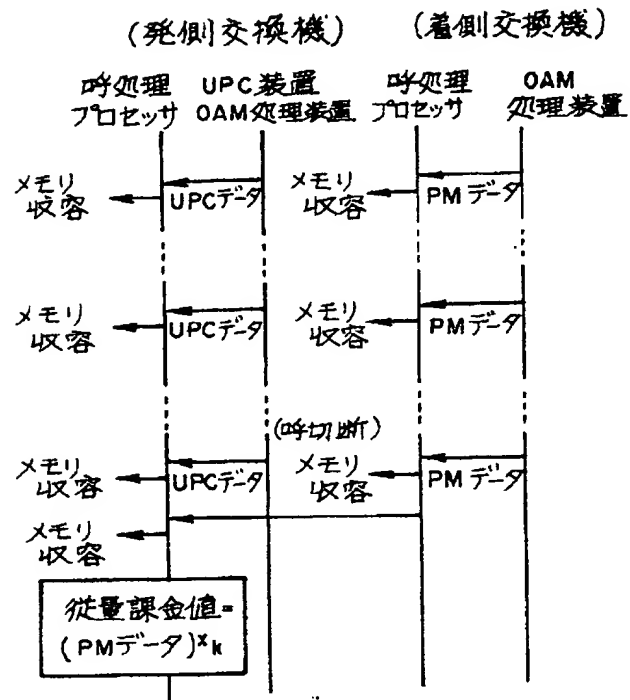 (発側交換機) (着側交換機)
呼処理 UPC装置 呼処理 OAM
プロセッサ OAM処理装置 プロセッサ 処理装置
メモリ メモリ
収容 UPCデータ 収容 PMデータ
メモリ メモリ
収容 UPCデータ 収容 PMデータ
(呼切断)
メモリ メモリ
収容 UPCデータ 収容 PMデータ
メモリ
収容
従量課金値=
(PMデータ)×k